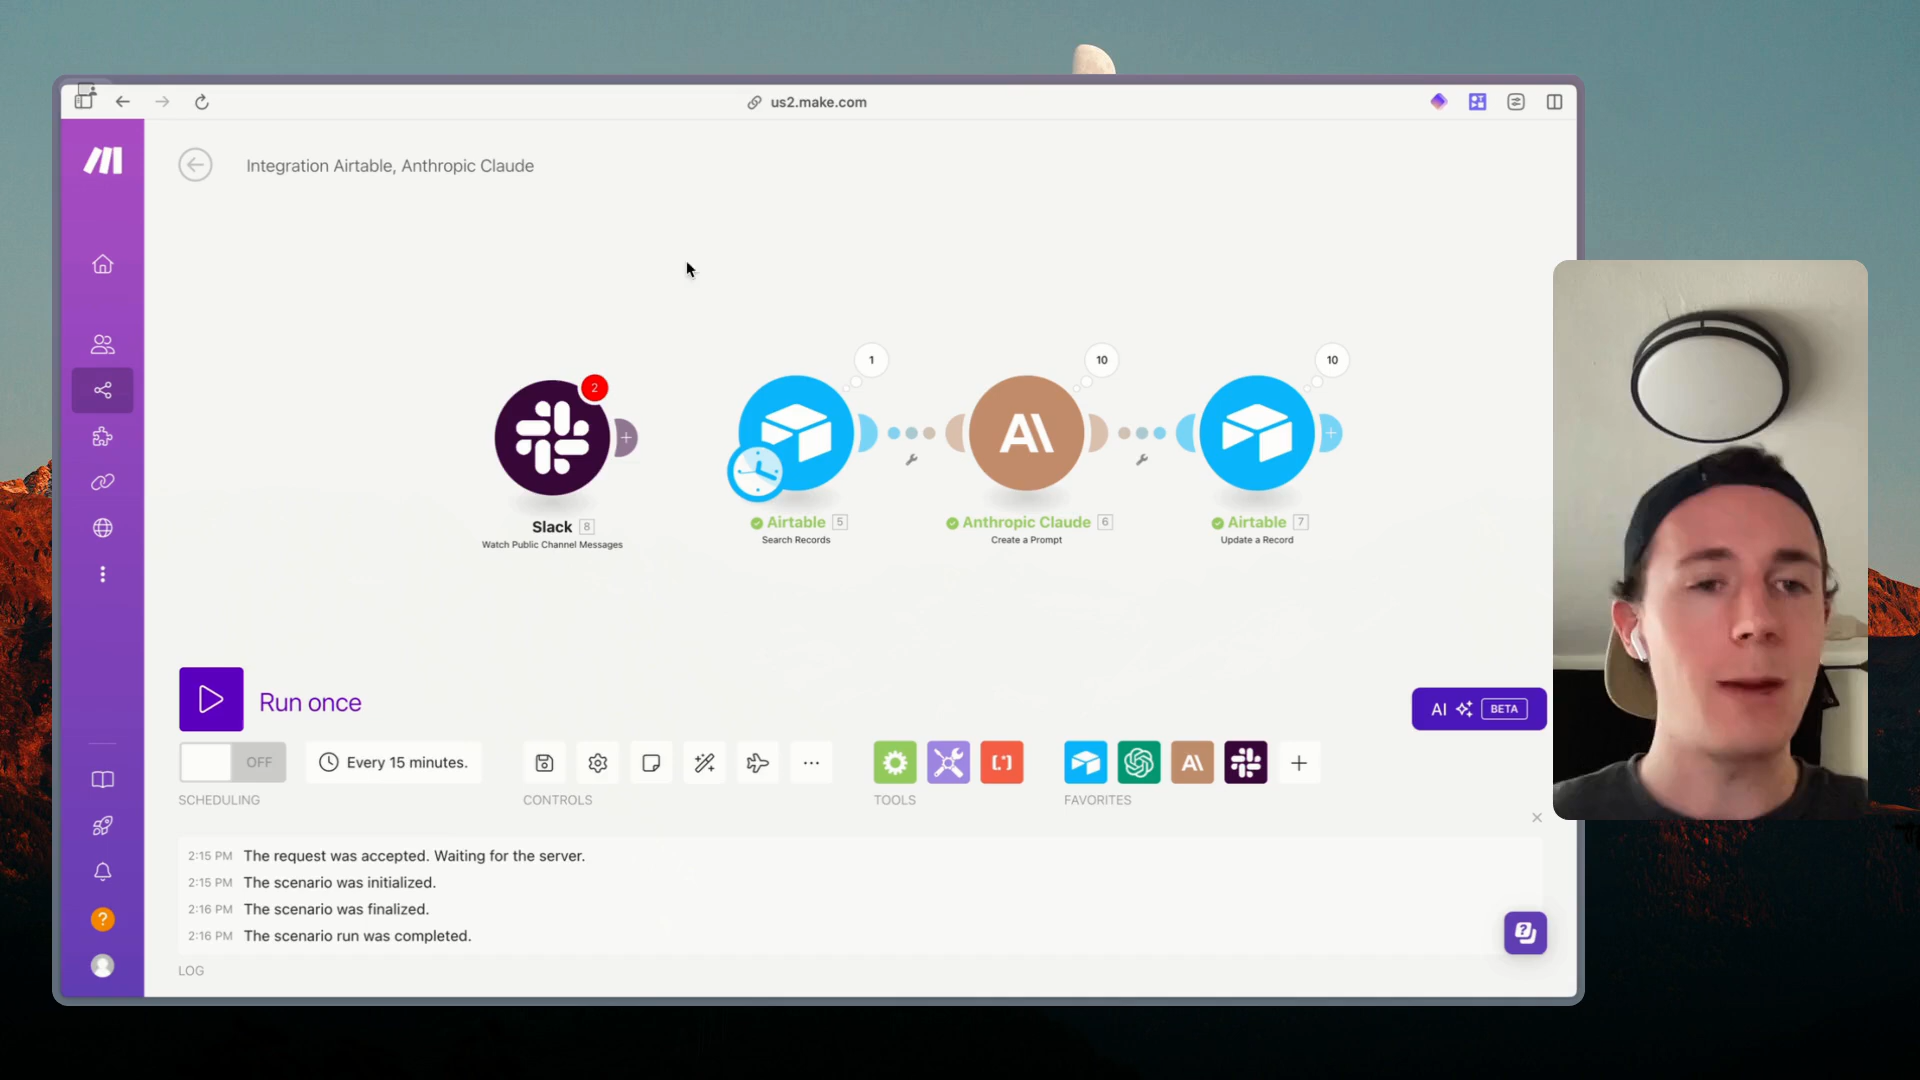 us2.make.com
Integration Airtable, Anthropic Claude
1
10
10
2
Slack 8
Watch Public Channel Messages
Airtable 5
Search Records
Anthropic Claude 6
Create a Prompt
Airtable 7
Update a Record
Run once
AI BETA
OFF
Every 15 minutes.
SCHEDULING
CONTROLS
TOOLS
FAVORITES
2:15 PM The request was accepted. Waiting for the server.
2:15 PM The scenario was initialized.
2:16 PM The scenario was finalized.
2:16 PM The scenario run was completed.
LOG